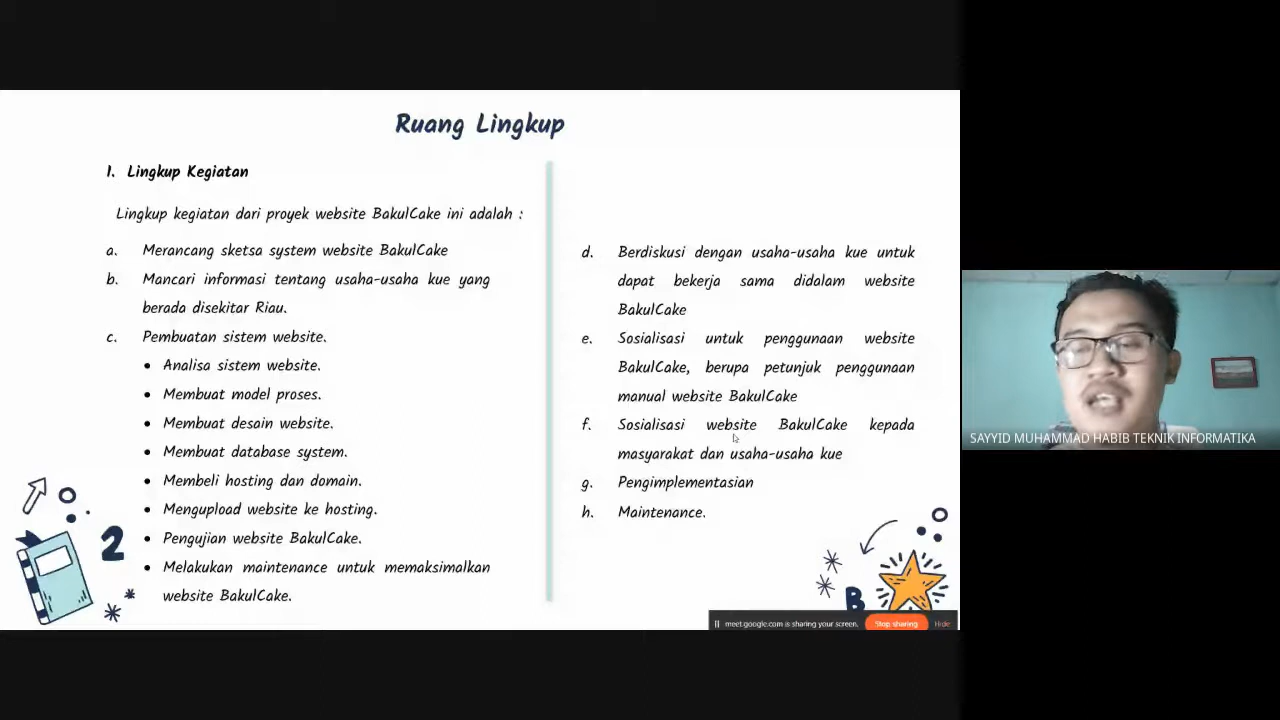 Ruang Lingkup
1. Lingkup Kegiatan
Lingkup kegiatan dari proyek website BakulCake ini adalah :
a. Merancang sketsa system website BakulCake
b. Mancari informasi tentang usaha-usaha kue yang
berada disekitar Riau.
c. Pembuatan sistem website.
• Analisa sistem website.
• Membuat model proses.
• Membuat desain website.
• Membuat database system.
• Membeli hosting dan domain.
• Mengupload website ke hosting.
• Pengujian website BakulCake.
• Melakukan maintenance untuk memaksimalkan
website BakulCake.
d. Berdiskusi dengan usaha-usaha kue untuk
dapat bekerja sama didalam website
BakulCake
e. Sosialisasi untuk penggunaan website
BakulCake, berupa petunjuk penggunaan
manual website BakulCake
f. Sosialisasi website BakulCake kepada
masyarakat dan usaha-usaha kue
g. Pengimplementasian
h. Maintenance.
2
B
meet.google.com is sharing your screen. Stop sharing Hide
SAYYID MUHAMMAD HABIB TEKNIK INFORMATIKA